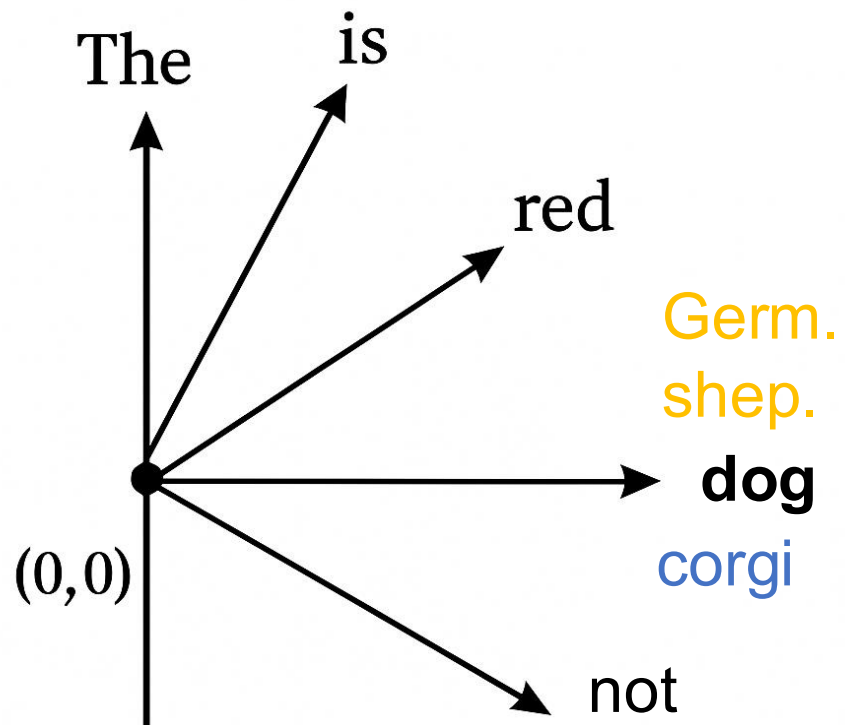 The
is
red
Germ.
shep.
dog
(0,0)
corgi
not